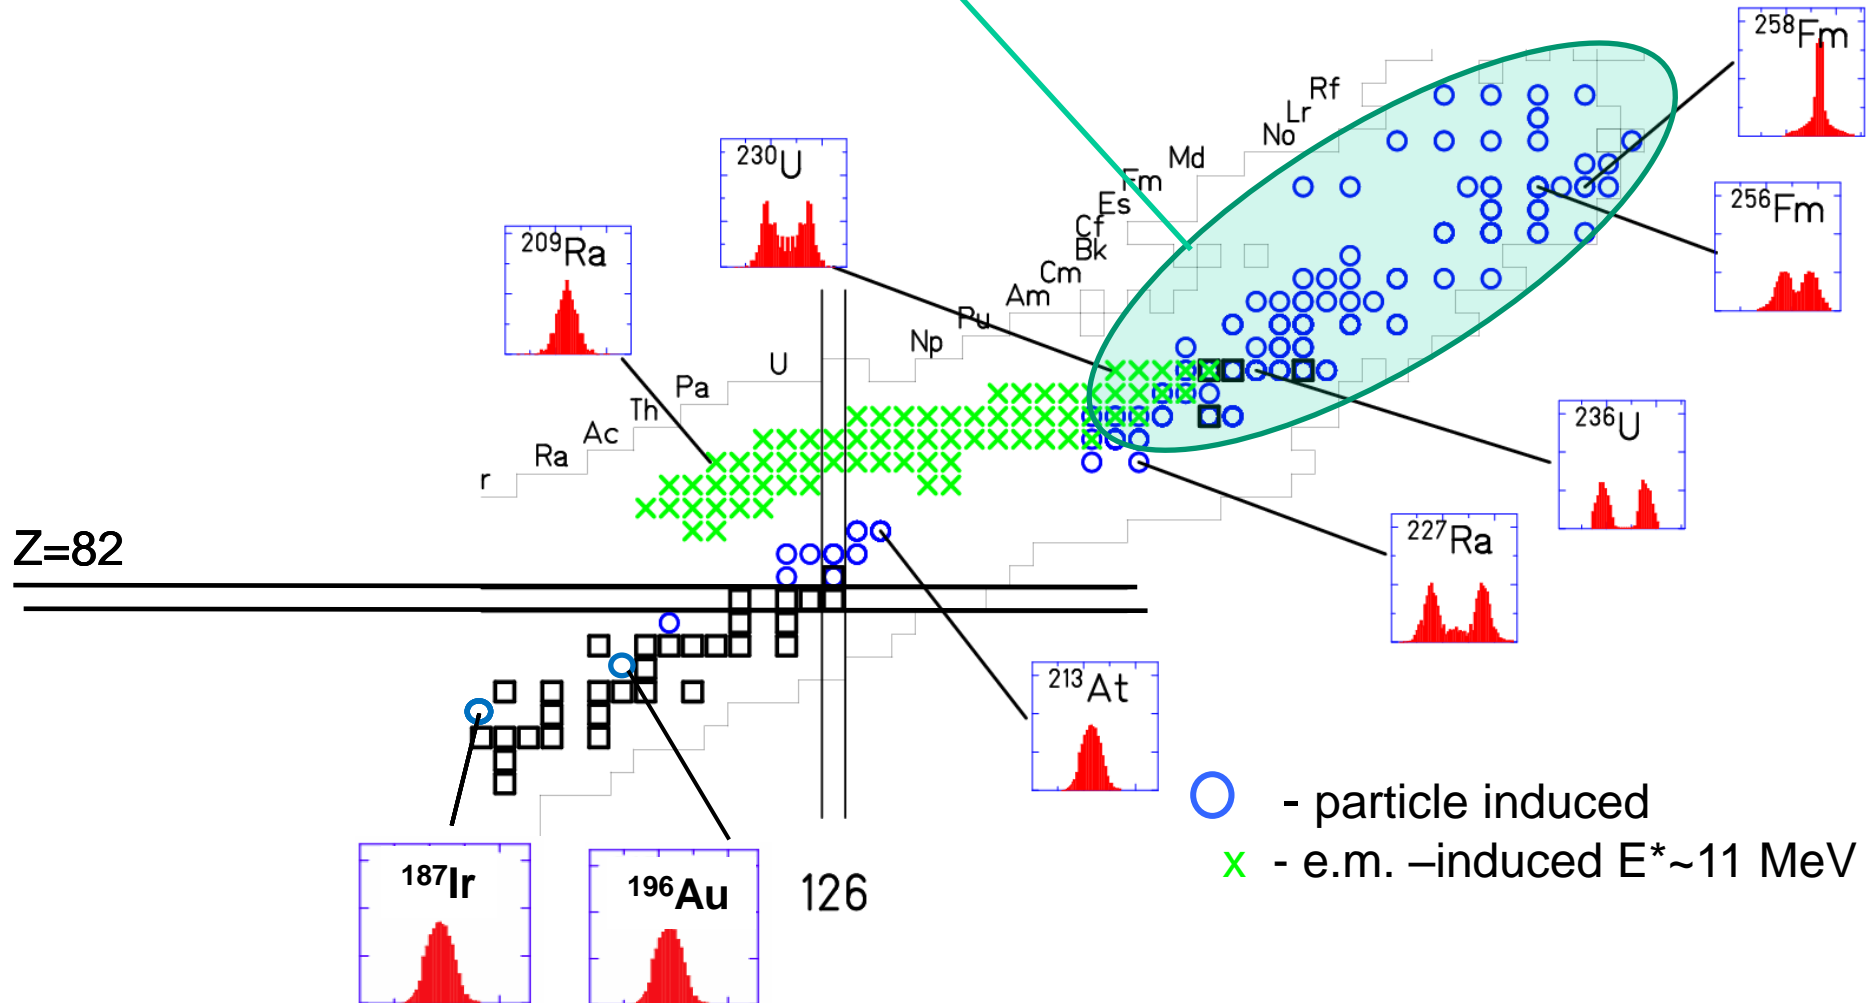 258Fm
Rf
Lr
No
Md
Fm
Es
Cf
Bk
Cm
Am
Pu
Np
U
Pa
Th
Ac
Ra
r
230U
209Ra
256Fm
236U
227Ra
Z=82
213At
187Ir
196Au
126
- particle induced
x - e.m. –induced E*~11 MeV